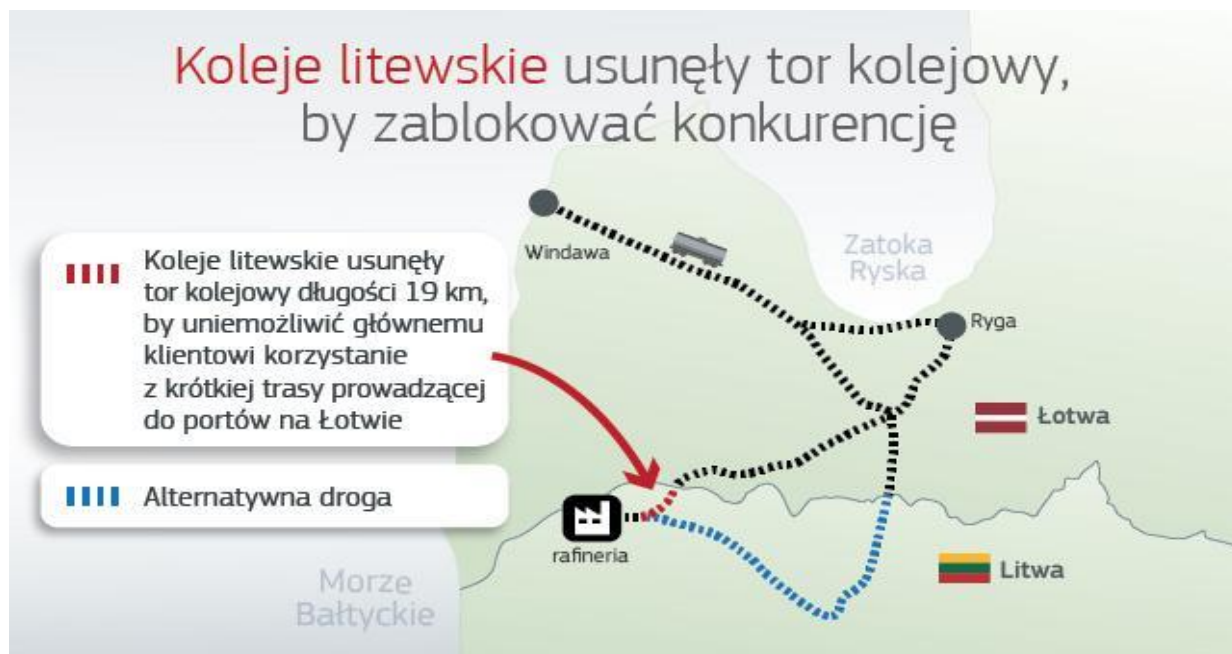 Koleje litewskie usunęły tor kolejowy,
by zablokować konkurencję
Koleje litewskie usunęły
tor kolejowy długości 19 km,
by uniemożliwić głównemu
klientowi korzystanie
z krótkiej trasy prowadzącej
do portów na Łotwie
Alternatywna droga
Windawa
Zatoka
Ryska
Ryga
Łotwa
rafineria
Litwa
Morze
Bałtyckie